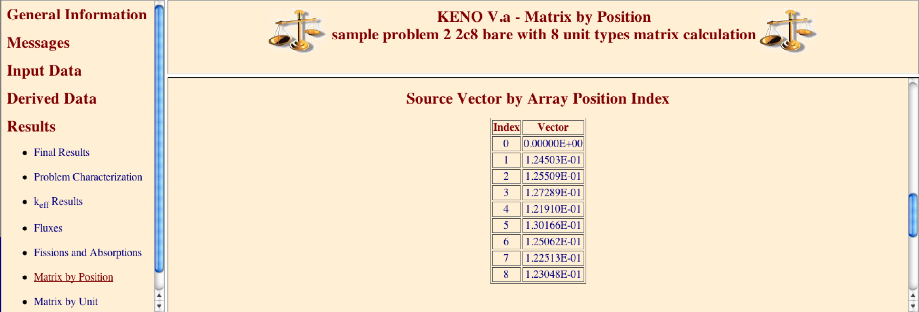 General Information
Messages
Input Data
Derived Data
Results
Final Results
Problem Characterization
keff Results
Fluxes
Fissions and Absorptions
Matrix by Position
Matrix by Unit
KENO V.a - Matrix by Position
sample problem 2 2c8 bare with 8 unit types matrix calculation
Source Vector by Array Position Index
Index Vector
0 0.00000E+00
1 1.24503E-01
2 1.25509E-01
3 1.27289E-01
4 1.21910E-01
5 1.30166E-01
6 1.25062E-01
7 1.22513E-01
8 1.23048E-01